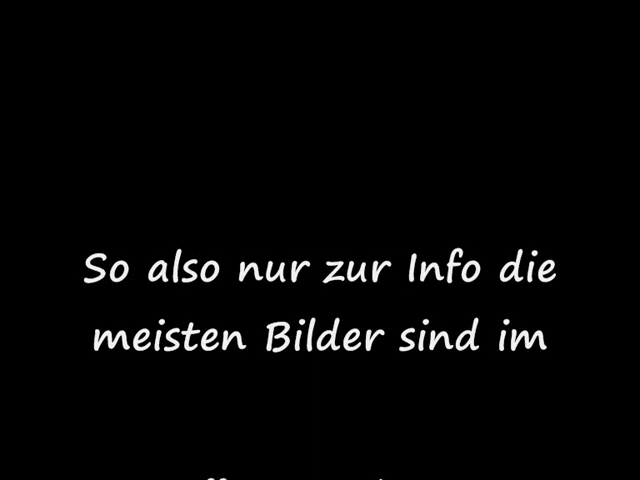 So also nur zur Info die
meisten Bilder sind im